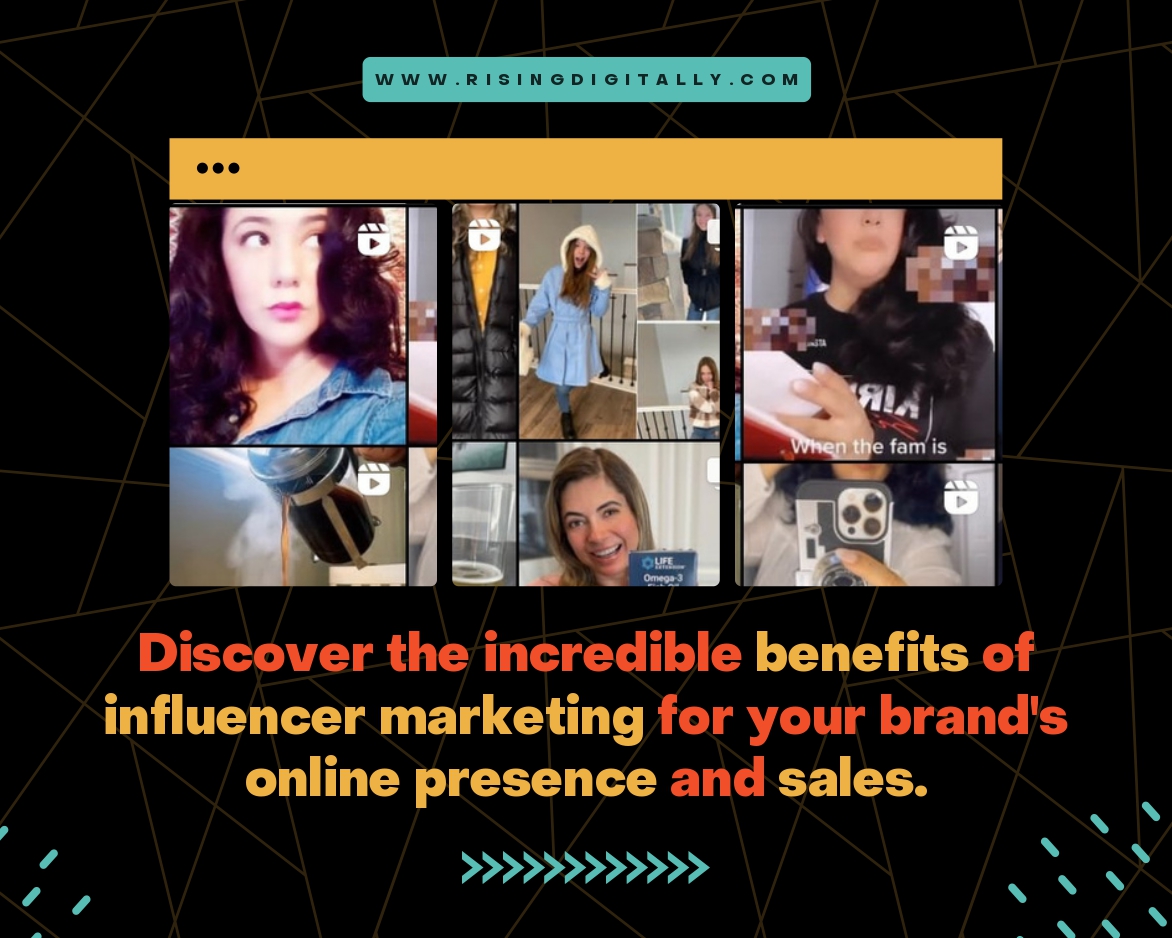 WWW.RISINGDIGITALLY.COM
When the fam is
LIFE
EXTENSION
Omega-3
Discover the incredible benefits of
influencer marketing for your brand's
online presence and sales.